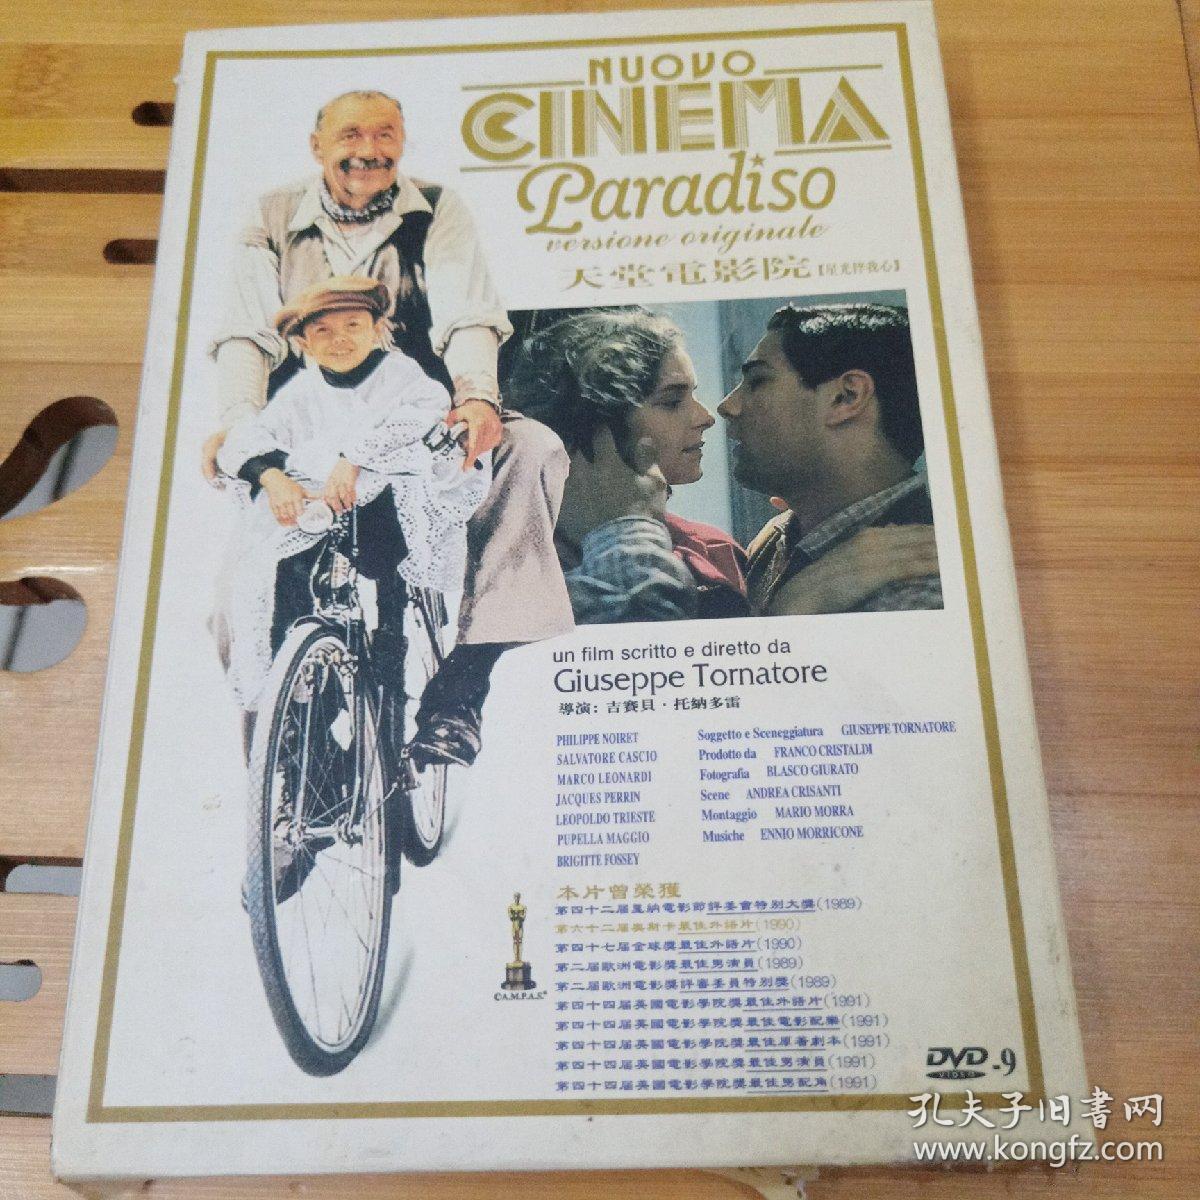 NUOVO
CINEMA
Paradiso
versione originale
天堂電影院【星光伴我心】
un film scritto e diretto da
Giuseppe Tornatore
導演：吉賽貝·托納多雷
PHILIPPE NOIRET
SALVATORE CASCIO
MARCO LEONARDI
JACQUES PERRIN
LEOPOLDO TRIESTE
PUPELLA MAGGIO
BRIGITTE FOSSEY
Soggetto e Sceneggiatura GIUSEPPE TORNATORE
Prodotto da FRANCO CRISTALDI
Fotografia BLASCO GIURATO
Scene ANDREA CRISANTI
Montaggio MARIO MORRA
Musiche ENNIO MORRICONE
本片曾榮獲
第四十二屆戛納電影節評委會特別大獎(1989)
第六十二屆奧斯卡最佳外語片(1990)
第四十七屆金球獎最佳外語片(1990)
第二屆歐洲電影獎最佳男演員(1989)
第二屆歐洲電影獎評審委員特別獎(1989)
第四十四屆英國電影學院獎最佳外語片(1991)
第四十四屆英國電影學院獎最佳電影配樂(1991)
第四十四屆英國電影學院獎最佳原著劇本(1991)
第四十四屆英國電影學院獎最佳男演員(1991)
第四十四屆英國電影學院獎最佳男配角(1991)
©A.M.P.A.S.®
DVD-9
VIDEO
孔夫子旧书网
www.kongfz.com